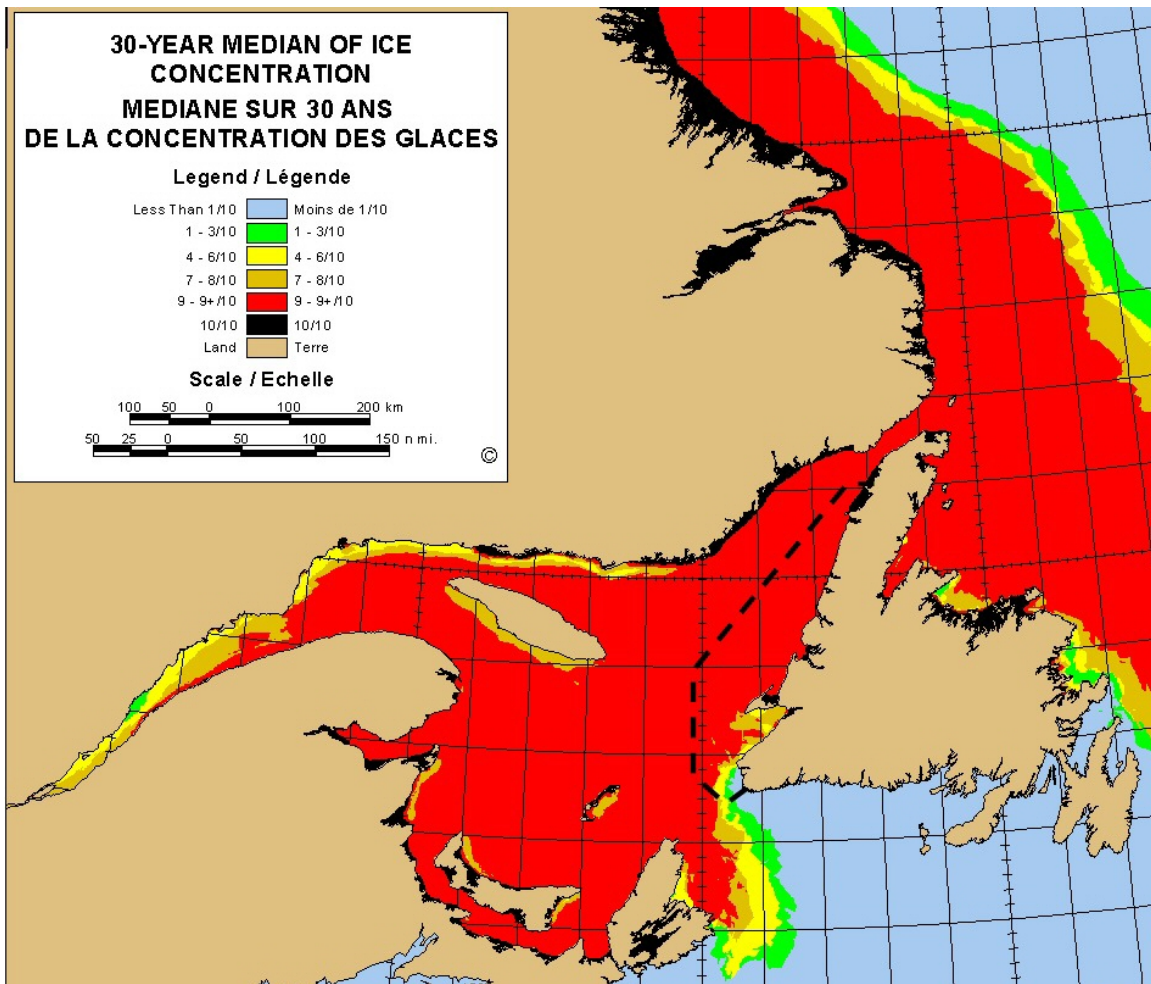 30-YEAR MEDIAN OF ICE
CONCENTRATION
MEDIANE SUR 30 ANS
DE LA CONCENTRATION DES GLACES
Legend / Légende
Less Than 1/10 Moins de 1/10
1 - 3/10 1 - 3/10
4 - 6/10 4 - 6/10
7 - 8/10 7 - 8/10
9 - 9+/10 9 - 9+/10
10/10 10/10
Land Terre
Scale / Echelle
100 50 0 100 200 km
50 25 0 50 100 150 n mi.
©